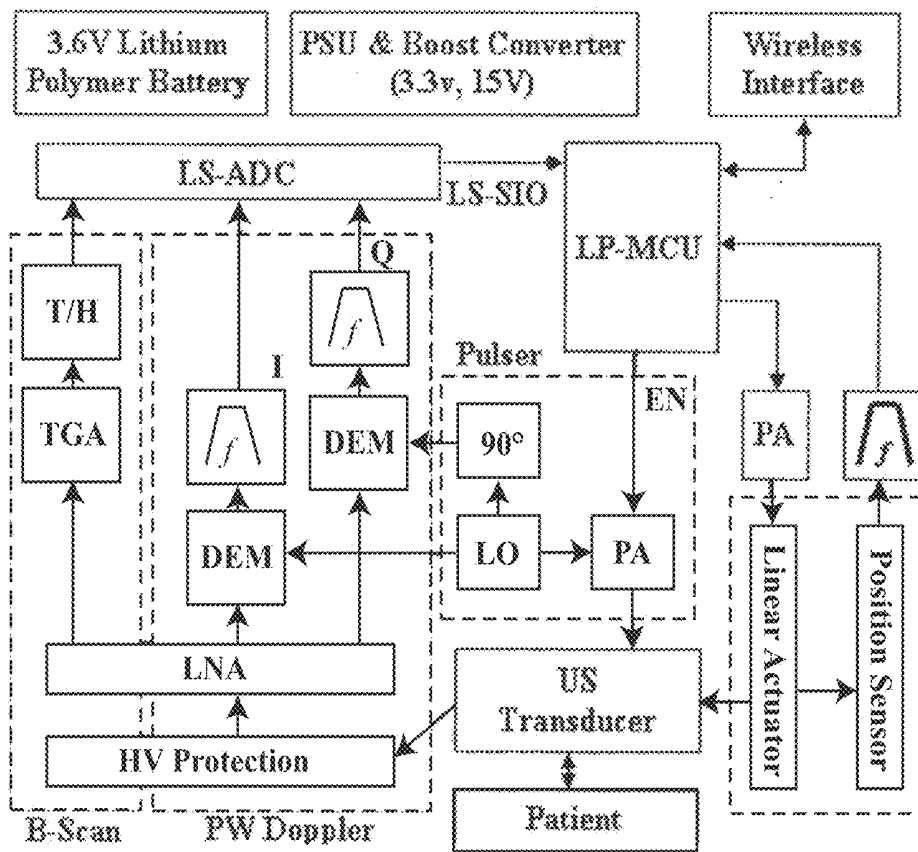 3.6V Lithium
Polymer Battery
PSU & Boost Converter
(3.3v, 15V)
Wireless
Interface
LS-ADC
LS-SIO
LP-MCU
T/H
Q
f
I
f
TGA
DEM
DEM
Pulser
EN
90°
LO
PA
PA
f
Linear Actuator
Position Sensor
LNA
HV Protection
US
Transducer
Patient
B-Scan
PW Doppler